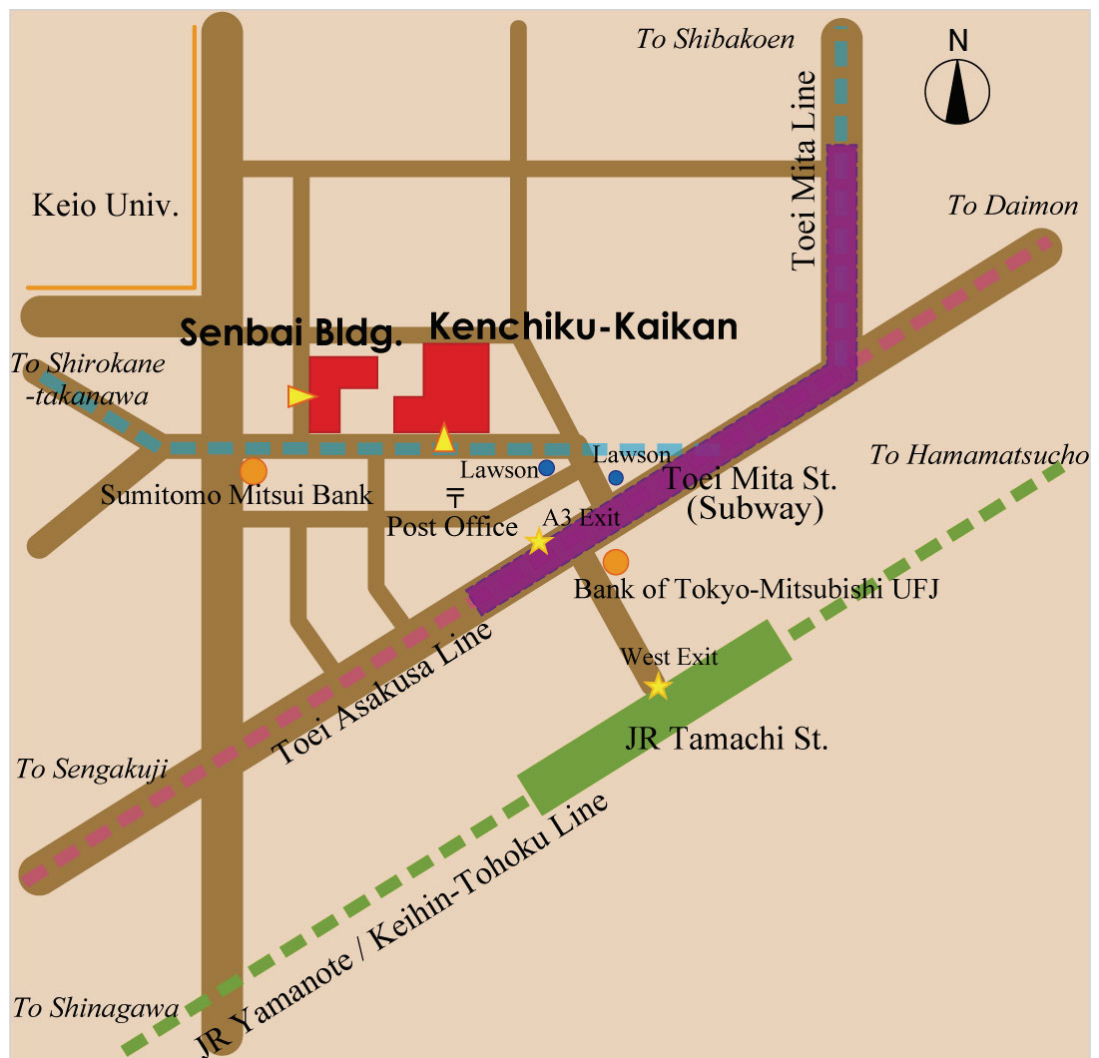 To Shibakoen
N
Toei Mita Line
Keio Univ.
To Daimon
Senbai Bldg.
Kenchiku-Kaikan
To Shirokane
-takanawa
To Hamamatsucho
Lawson
Lawson
Toei Mita St.
(Subway)
Sumitomo Mitsui Bank
〒
Post Office
A3 Exit
Bank of Tokyo-Mitsubishi UFJ
Toei Asakusa Line
West Exit
JR Tamachi St.
To Sengakuji
JR Yamanote / Keihin-Tohoku Line
To Shinagawa